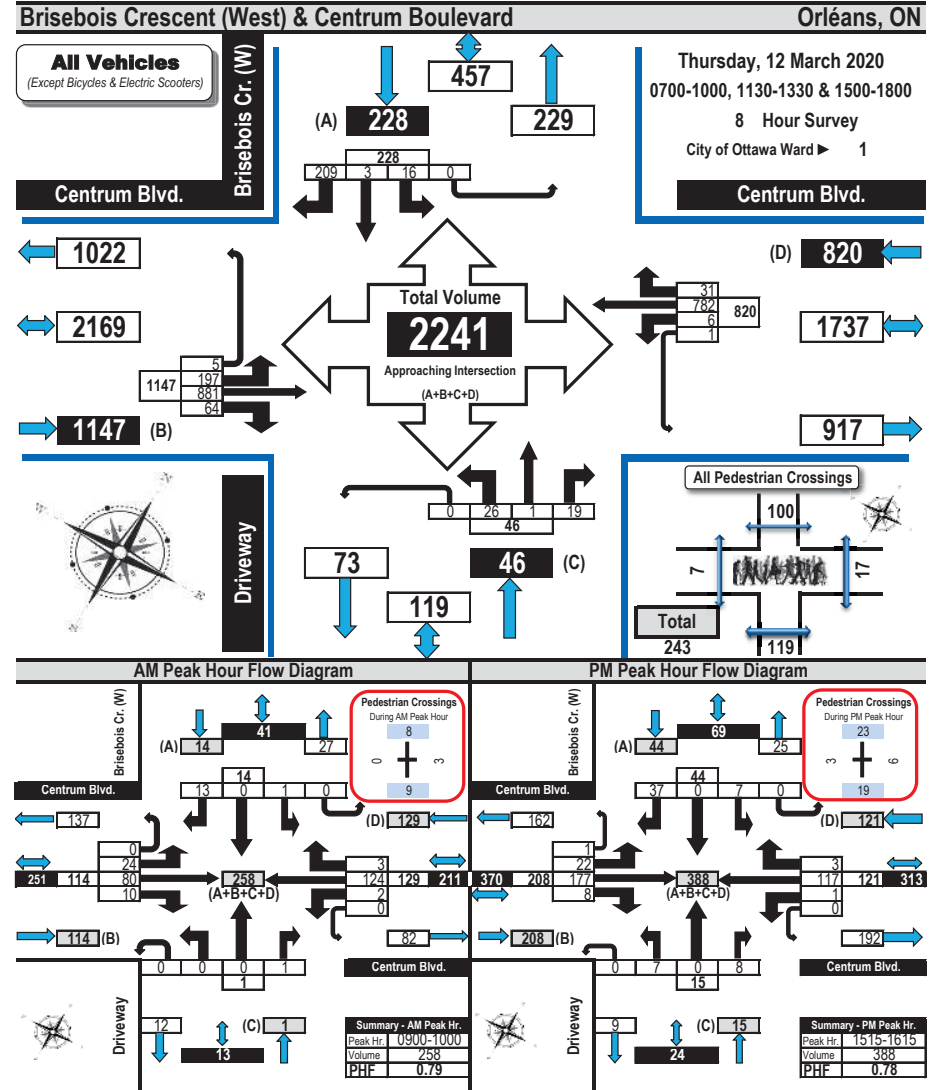 Brisebois Crescent (West) & Centrum Boulevard Orléans, ON
All Vehicles
(Except Bicycles & Electric Scooters)
Brisebois Cr. (W)
Centrum Blvd.
457
(A) 228
229
228
209 3 16 0
Thursday, 12 March 2020
0700-1000, 1130-1330 & 1500-1800
8 Hour Survey
City of Ottawa Ward ► 1
Centrum Blvd.
1022
2169
5
1147 197
881
64
1147 (B)
Total Volume
2241
Approaching Intersection
(A+B+C+D)
(D) 820
31
782 820
6
1
1737
917
0 26 1 19
46
Driveway
73
119
46 (C)
All Pedestrian Crossings
100
7
17
Total
243
119
AM Peak Hour Flow Diagram
Brisebois Cr. (W)
Centrum Blvd.
41
(A) 14 27
14
13 0 1 0
Pedestrian Crossings
During AM Peak Hour
8
0 3
9
137
(D) 129
0
24
251 114 80
10
258
(A+B+C+D)
3
124 129 211
2
0
114 (B)
82
0 0 0 1
1
Centrum Blvd.
Driveway
12
(C) 1
13
Summary - AM Peak Hr.
Peak Hr. 0900-1000
Volume 258
PHF 0.79
PM Peak Hour Flow Diagram
Brisebois Cr. (W)
Centrum Blvd.
69
(A) 44 25
44
37 0 7 0
Pedestrian Crossings
During PM Peak Hour
23
3 6
19
162
(D) 121
1
22
370 208 177
8
388
(A+B+C+D)
3
117 121 313
1
0
208 (B)
192
0 7 0 8
15
Centrum Blvd.
Driveway
9
(C) 15
24
Summary - PM Peak Hr.
Peak Hr. 1515-1615
Volume 388
PHF 0.78